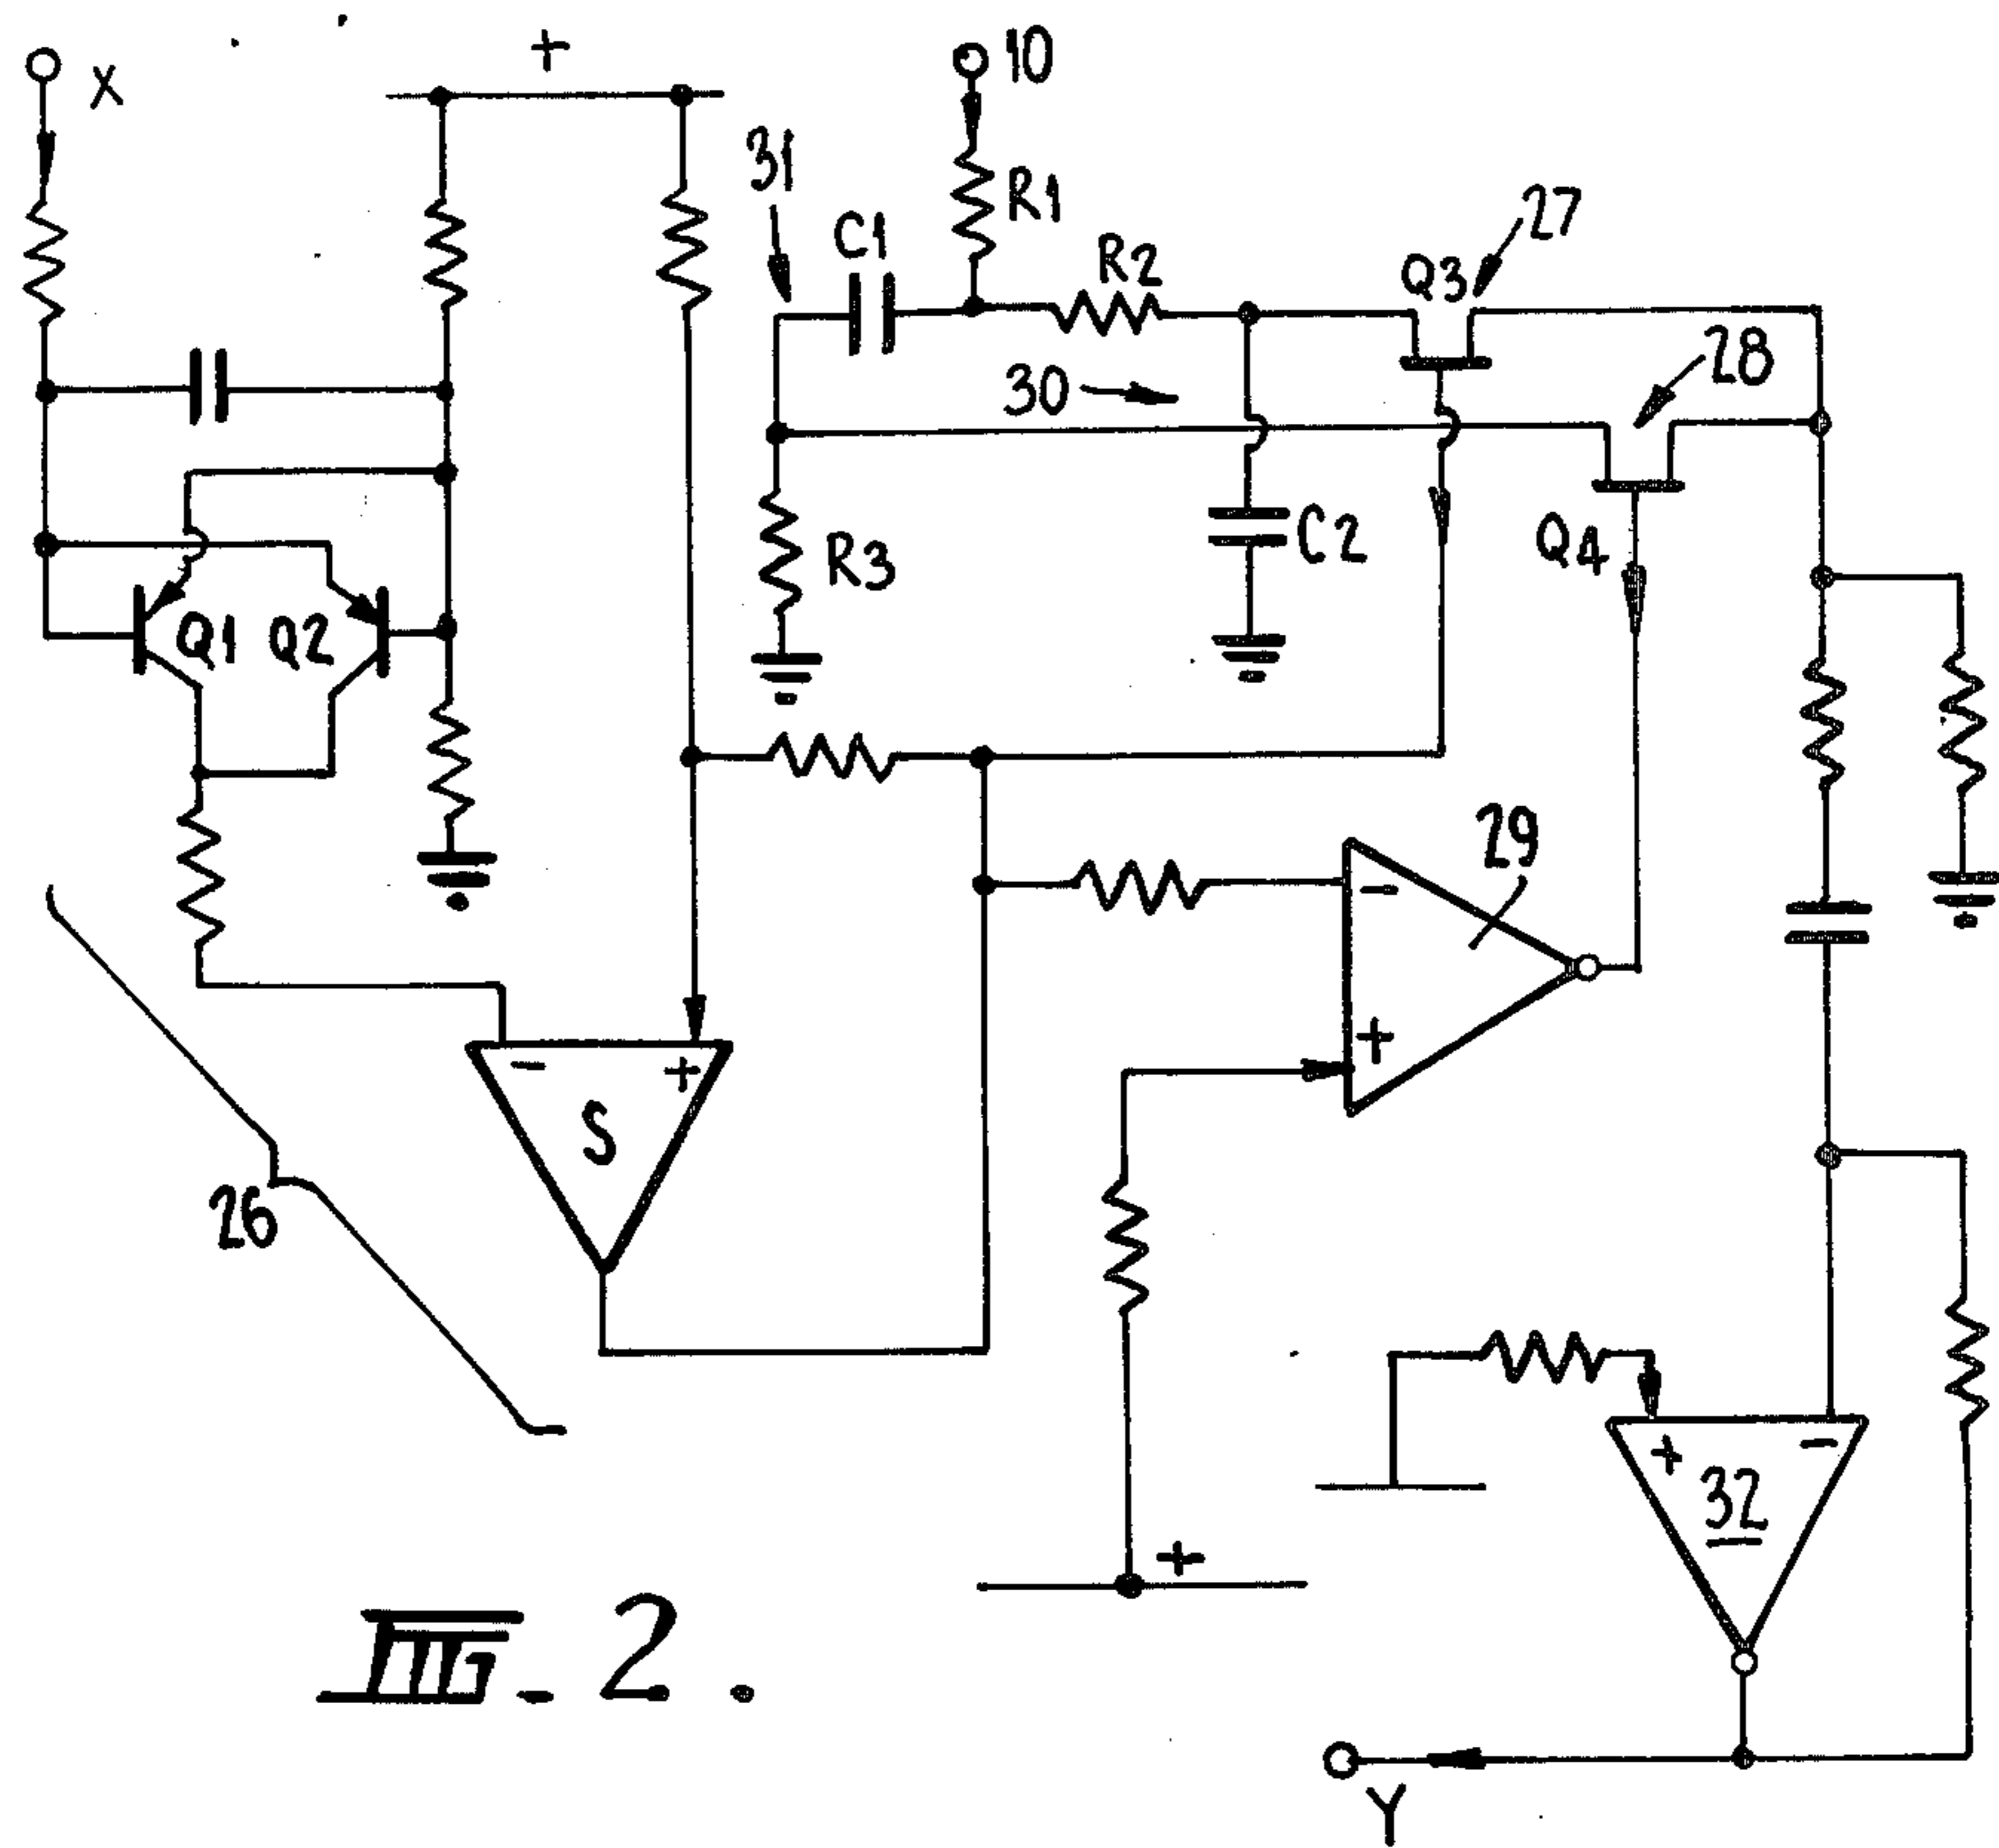 X
+
10
31
C1
R1
R2
Q3
27
30
28
R3
C2
Q4
Q1
Q2
29
-
+
-
+
S
26
+
+
-
32
FIG-2.
Y